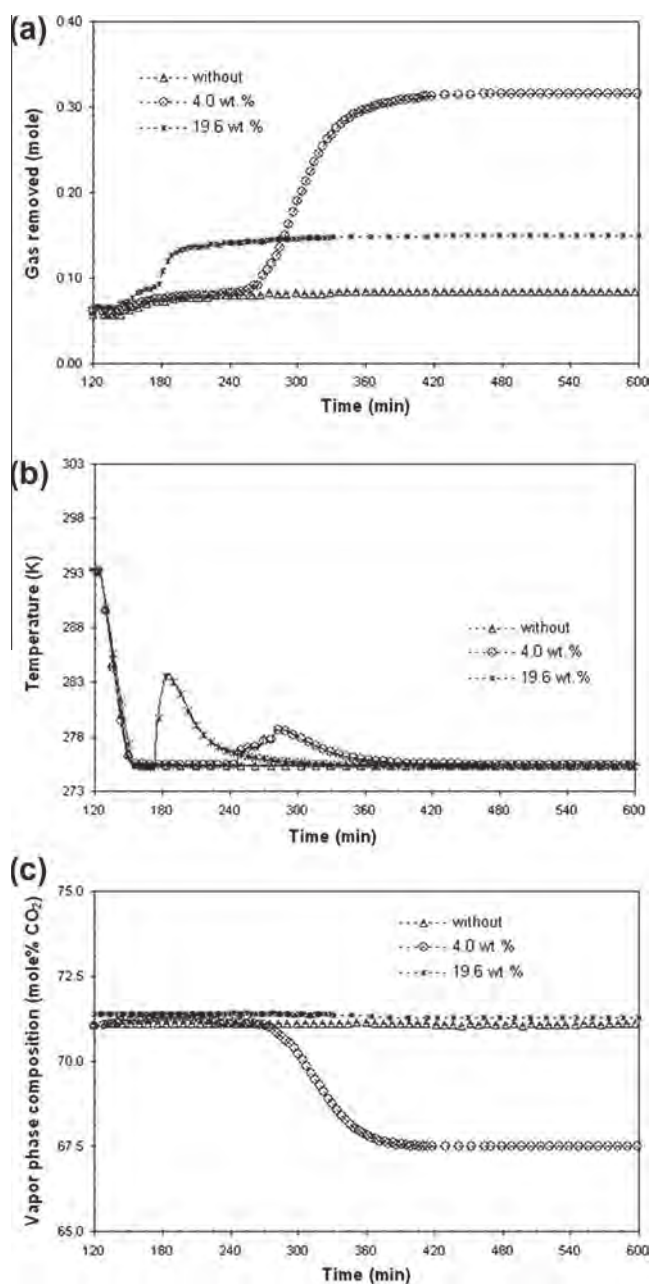 (a)
0.40
0.30
0.20
0.10
0.00
Gas removed (mole)
without
4.0 wt.%
19.6 wt.%
120 180 240 300 360 420 480 540 600
Time (min)
(b)
303
298
293
288
283
278
273
Temperature (K)
without
4.0 wt.%
19.6 wt.%
120 180 240 300 360 420 480 540 600
Time (min)
(c)
75.0
72.5
70.0
67.5
65.0
Vapor phase composition (mole% CO₂)
without
4.0 wt %
19.6 wt %
120 180 240 300 360 420 480 540 600
Time (min)